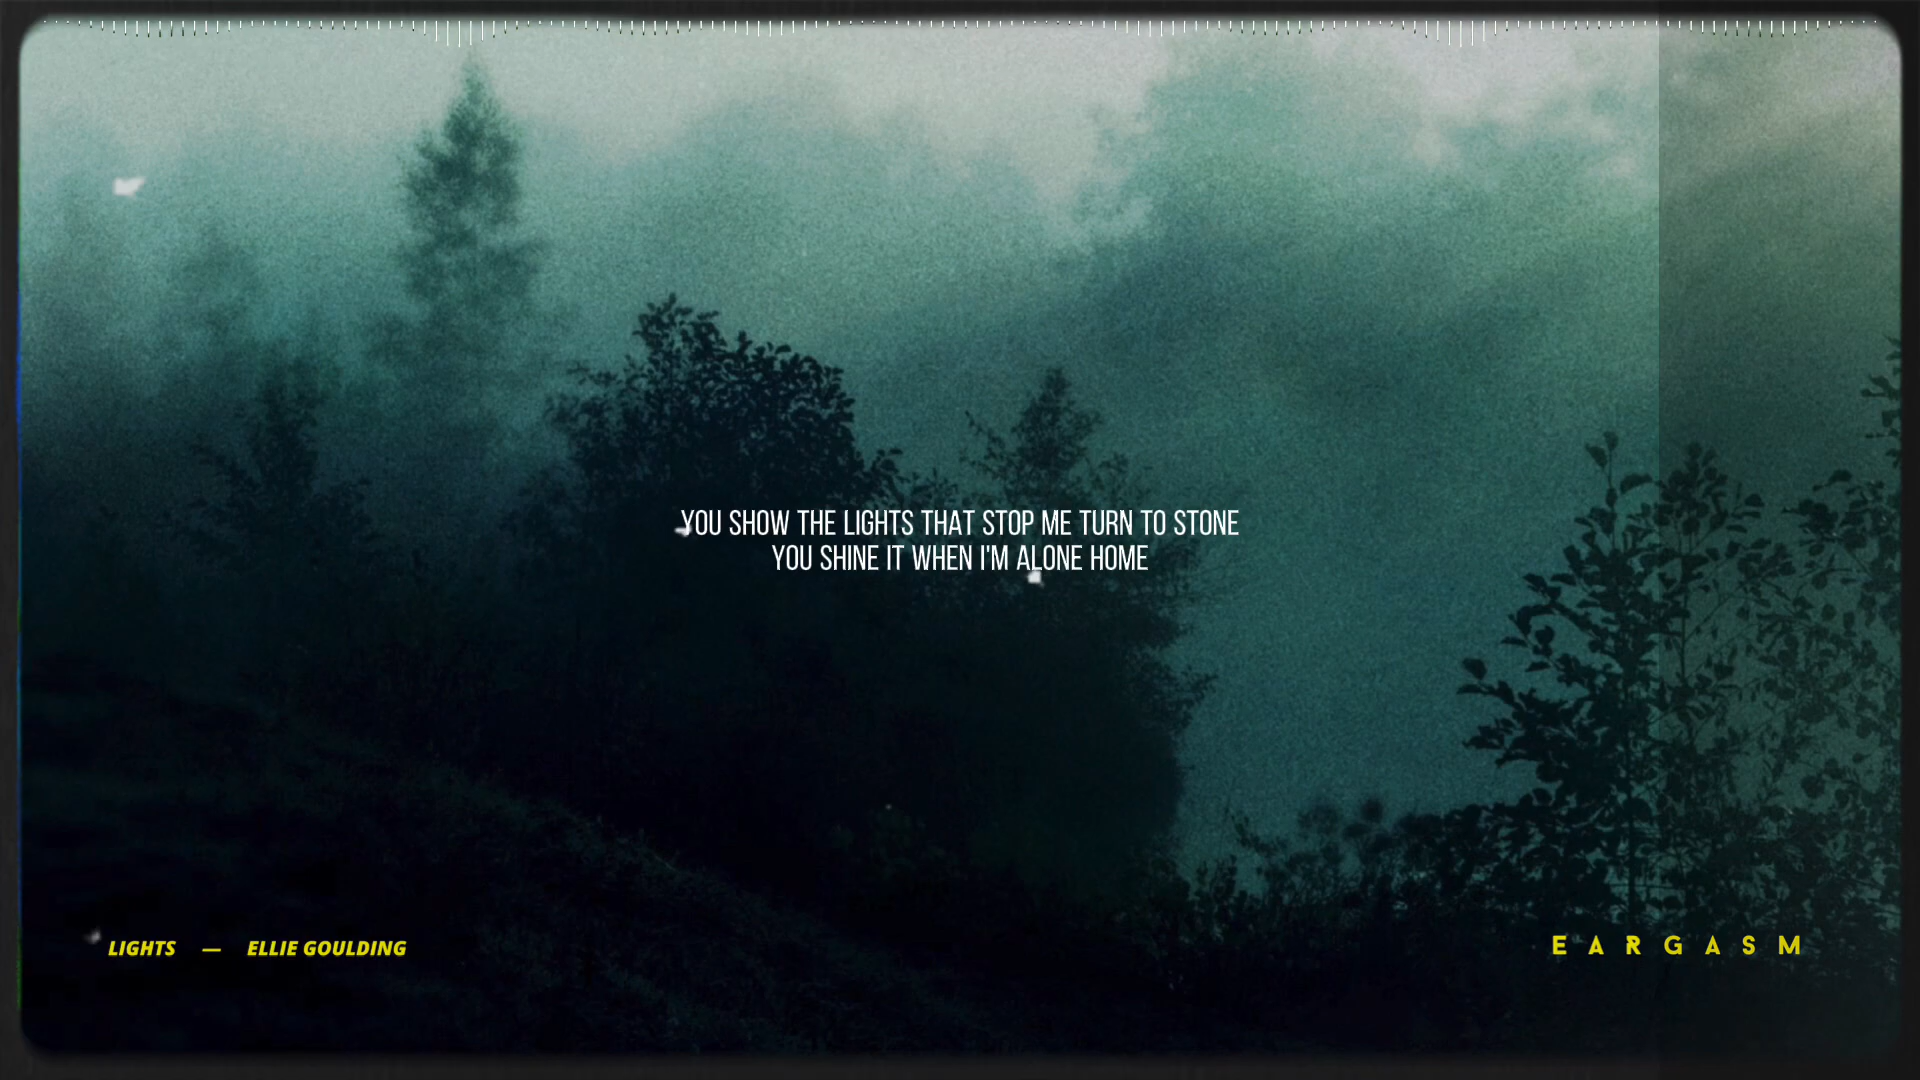 YOU SHOW THE LIGHTS THAT STOP ME TURN TO STONE
YOU SHINE IT WHEN I'M ALONE HOME
LIGHTS — ELLIE GOULDING
EARGASM